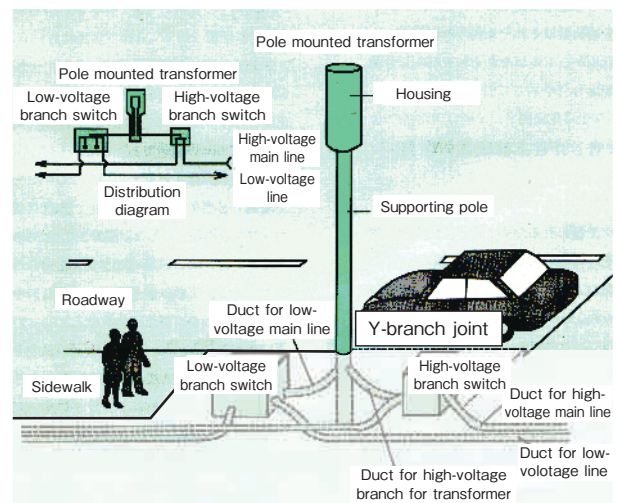 Pole mounted transformer
Pole mounted transformer
Low-voltage
branch switch
High-voltage
branch switch
Housing
High-voltage
main line
Low-voltage
line
Distribution
diagram
Supporting pole
Roadway
Duct for low-
voltage main line
Y-branch joint
Sidewalk
Low-voltage
branch switch
High-voltage
branch switch
Duct for high-
voltage main line
Duct for low-
volotage line
Duct for high-voltage
branch for transformer